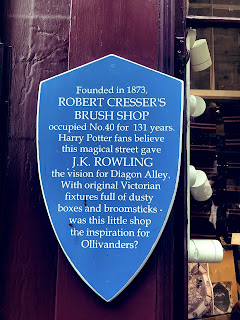 Founded in 1873,
ROBERT CRESSER'S
BRUSH SHOP
occupied No.40 for 131 years.
Harry Potter fans believe
this magical street gave
J.K. ROWLING
the vision for Diagon Alley.
With original Victorian
fixtures full of dusty
boxes and broomsticks -
was this little shop
the inspiration for
Ollivanders?